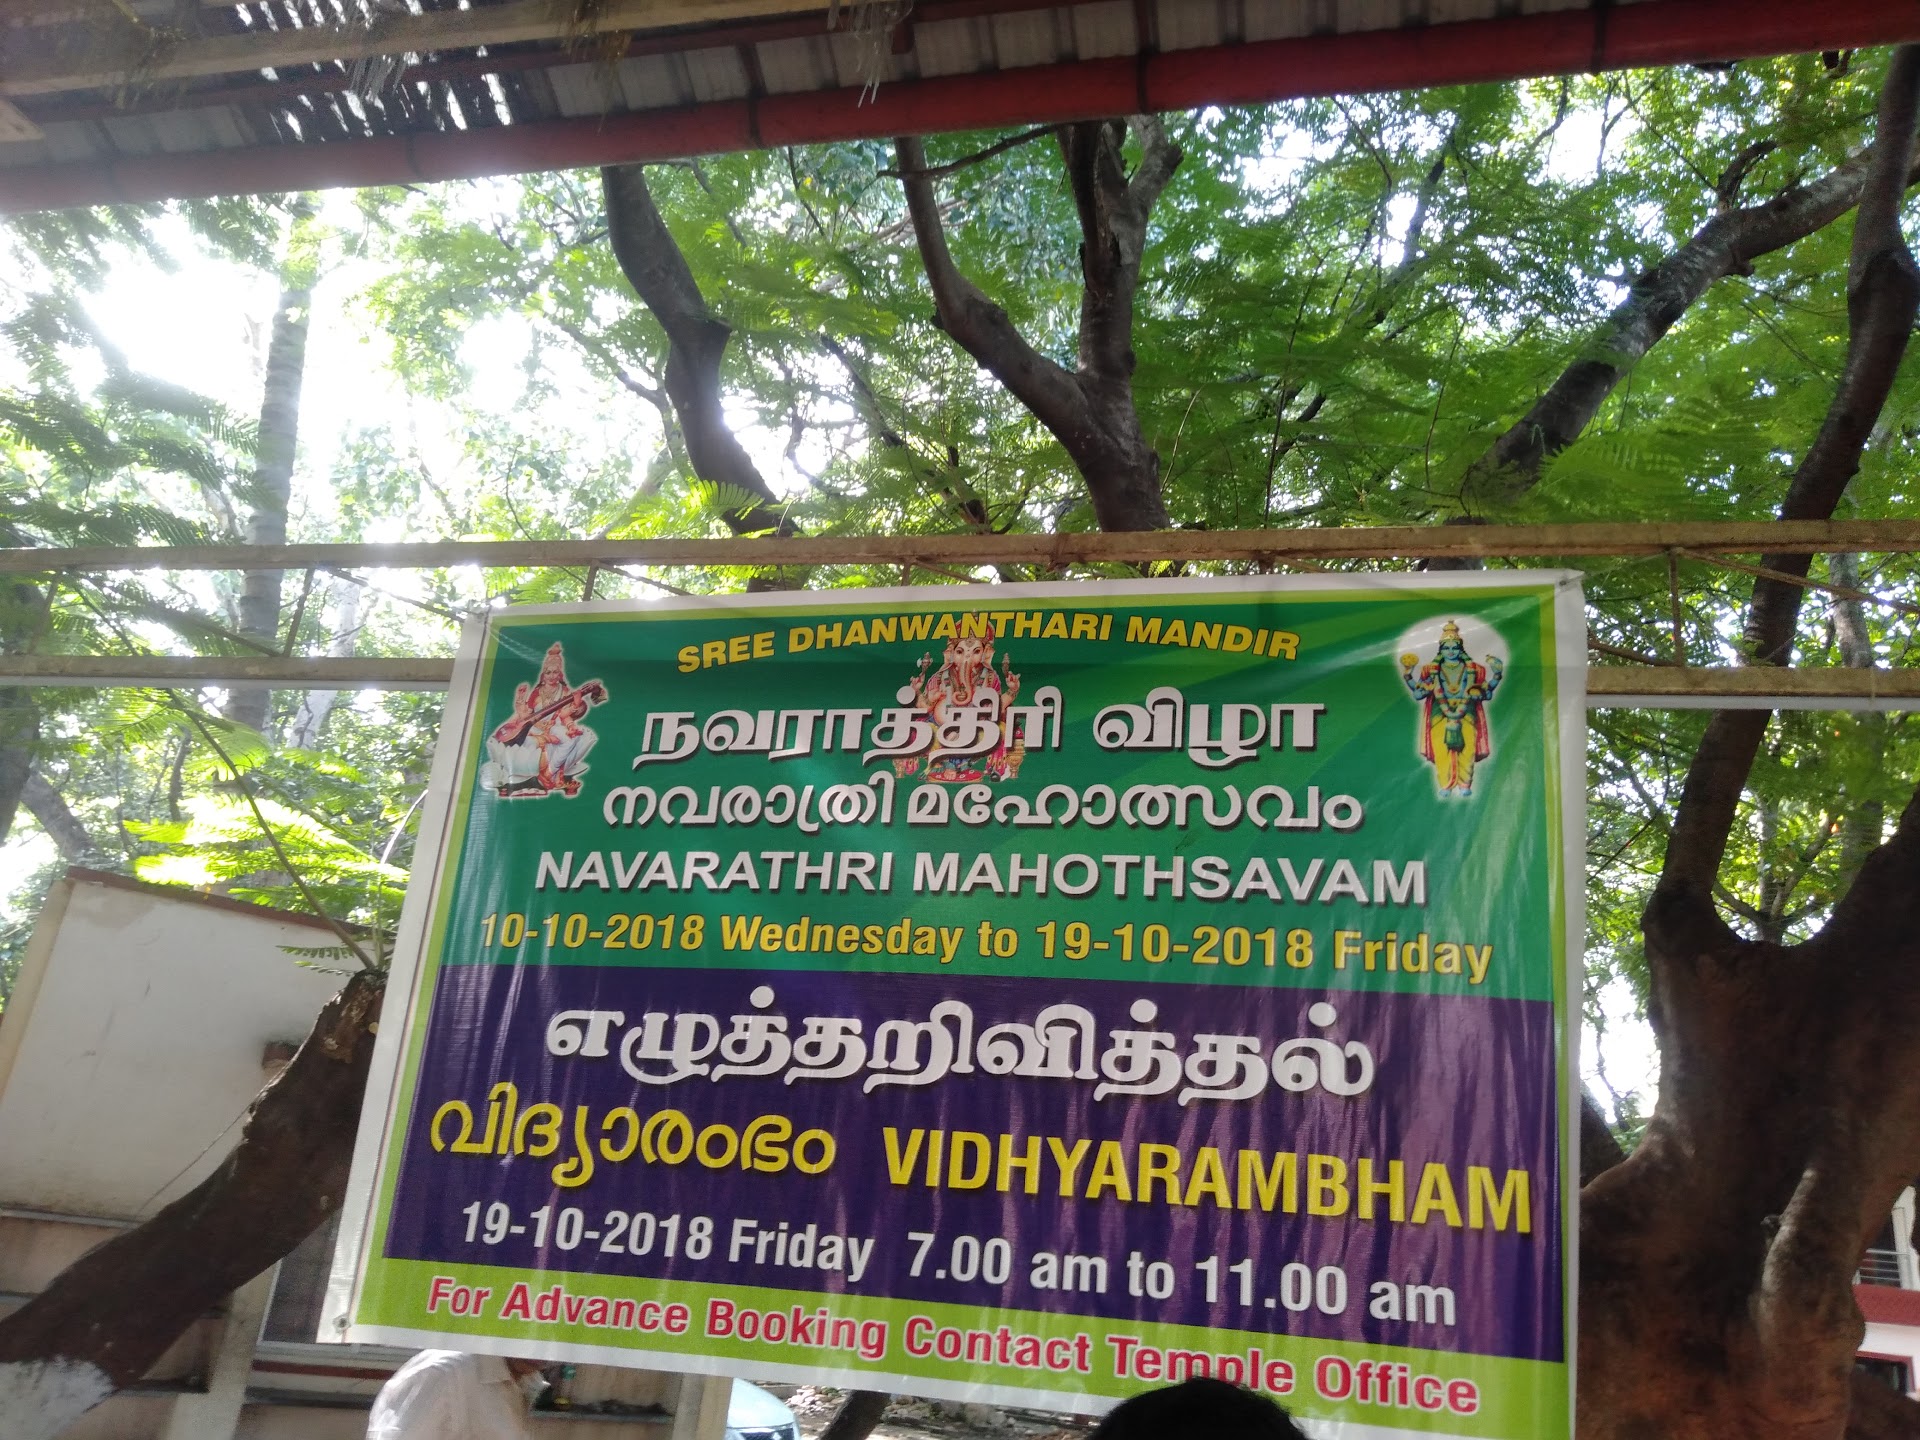 SREE DHANWANTHARI MANDIR
நவராத்திரி விழா
നവരാത്രി മഹോത്സവം
NAVARATHRI MAHOTHSAVAM
10-10-2018 Wednesday to 19-10-2018 Friday
எழுத்தறிவித்தல்
വിദ്യാരംഭം VIDHYARAMBHAM
19-10-2018 Friday 7.00 am to 11.00 am
For Advance Booking Contact Temple Office